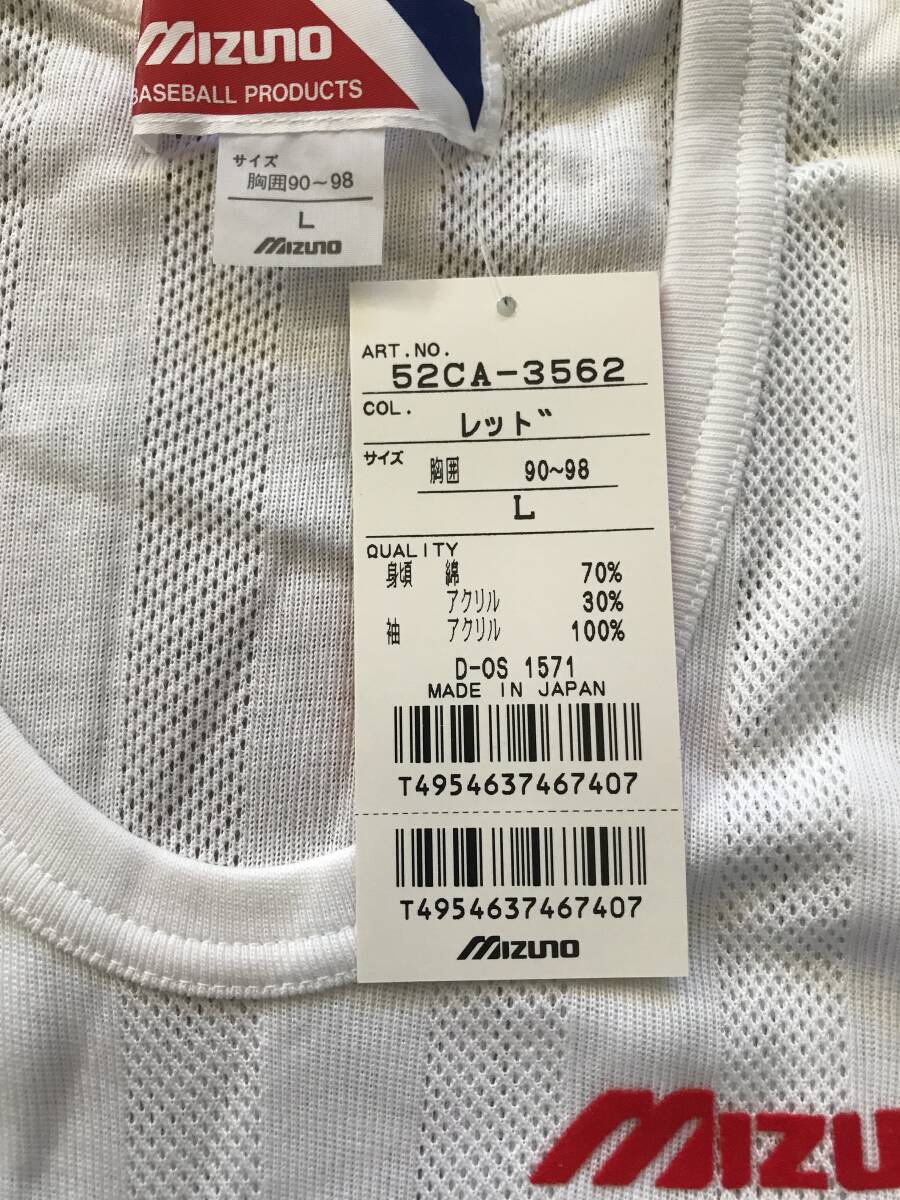 MIZUNO
BASEBALL PRODUCTS
サイズ
胸囲90～98
L
MIZUNO
ART.NO.
52CA-3562
COL.
レッド
サイズ 胸囲 90~98
L
QUALITY
身頃 綿 70%
アクリル 30%
袖 アクリル 100%
D-OS 1571
MADE IN JAPAN
T4954637467407
T4954637467407
MIZUNO
MIZU